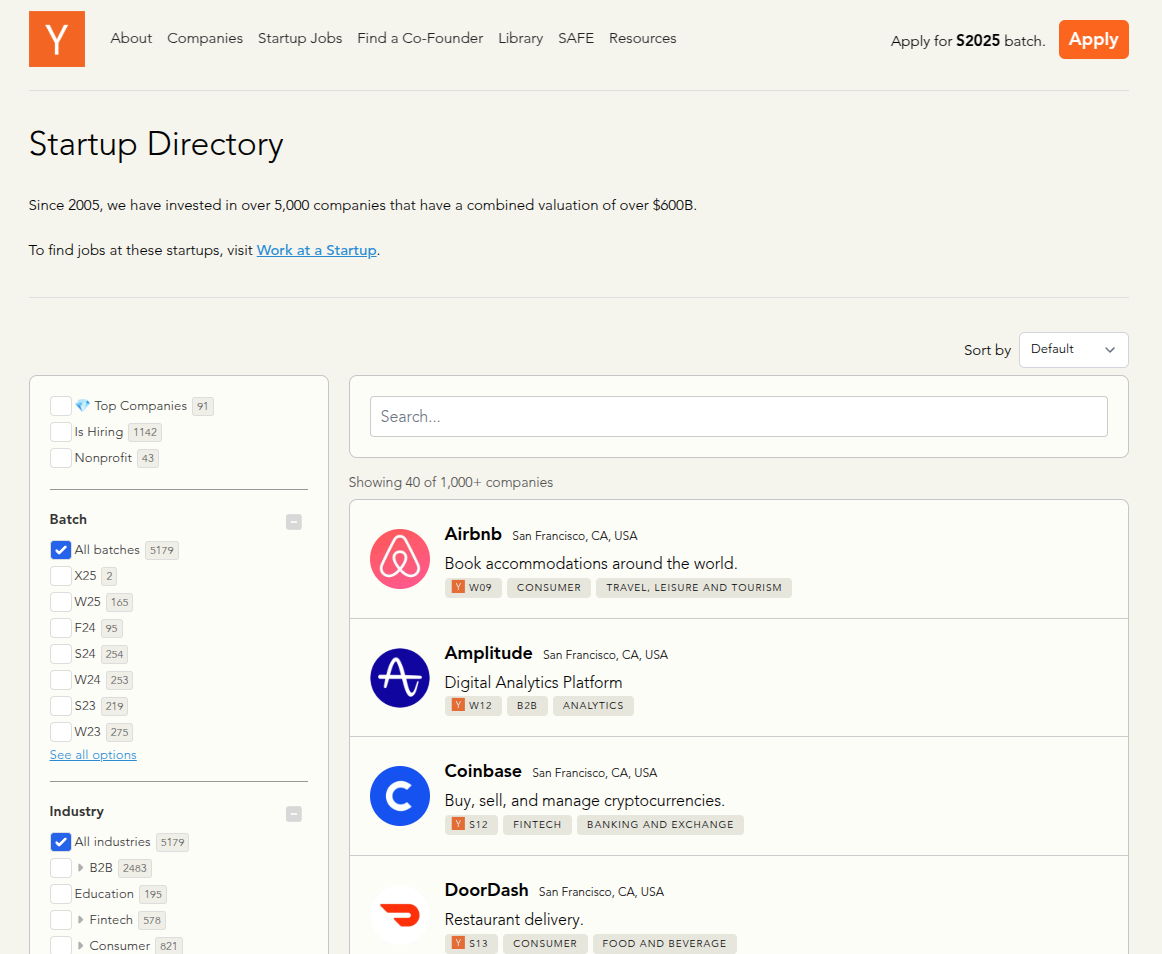 Y
About Companies Startup Jobs Find a Co-Founder Library SAFE Resources
Apply for S2025 batch.
Apply
Startup Directory
Since 2005, we have invested in over 5,000 companies that have a combined valuation of over $600B.
To find jobs at these startups, visit Work at a Startup.
Sort by
Default
Top Companies 91
Is Hiring 1142
Nonprofit 43
Batch
All batches 5179
X25 2
W25 165
F24 95
S24 254
W24 253
S23 219
W23 275
See all options
Industry
All industries 5179
B2B 2483
Education 195
Fintech 578
Consumer 821
Search...
Showing 40 of 1,000+ companies
Airbnb San Francisco, CA, USA
Book accommodations around the world.
Y W09 CONSUMER TRAVEL, LEISURE AND TOURISM
Amplitude San Francisco, CA, USA
Digital Analytics Platform
Y W12 B2B ANALYTICS
Coinbase San Francisco, CA, USA
Buy, sell, and manage cryptocurrencies.
Y S12 FINTECH BANKING AND EXCHANGE
DoorDash San Francisco, CA, USA
Restaurant delivery.
Y S13 CONSUMER FOOD AND BEVERAGE